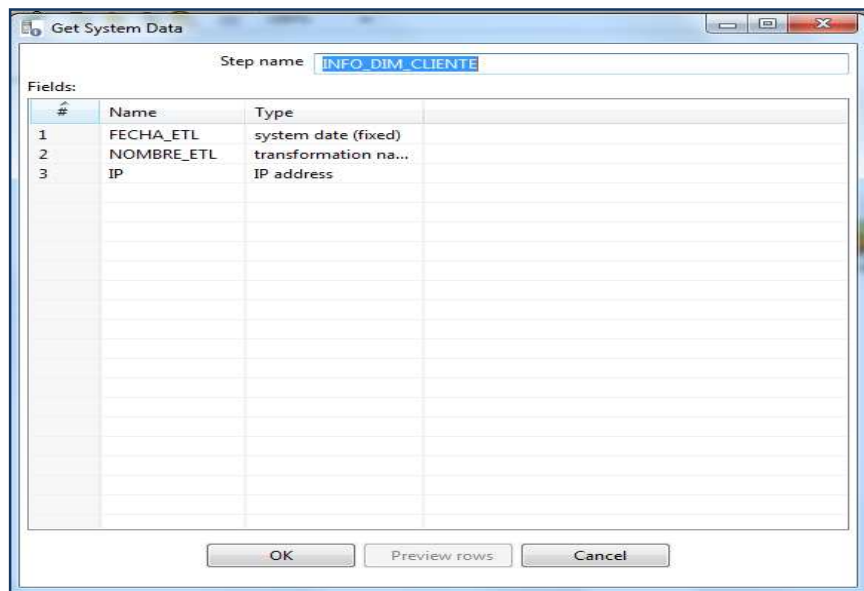 Get System Data
Step name INFO_DIM_CLIENTE
Fields:
# Name Type
1 FECHA_ETL system date (fixed)
2 NOMBRE_ETL transformation na...
3 IP IP address
OK Preview rows Cancel